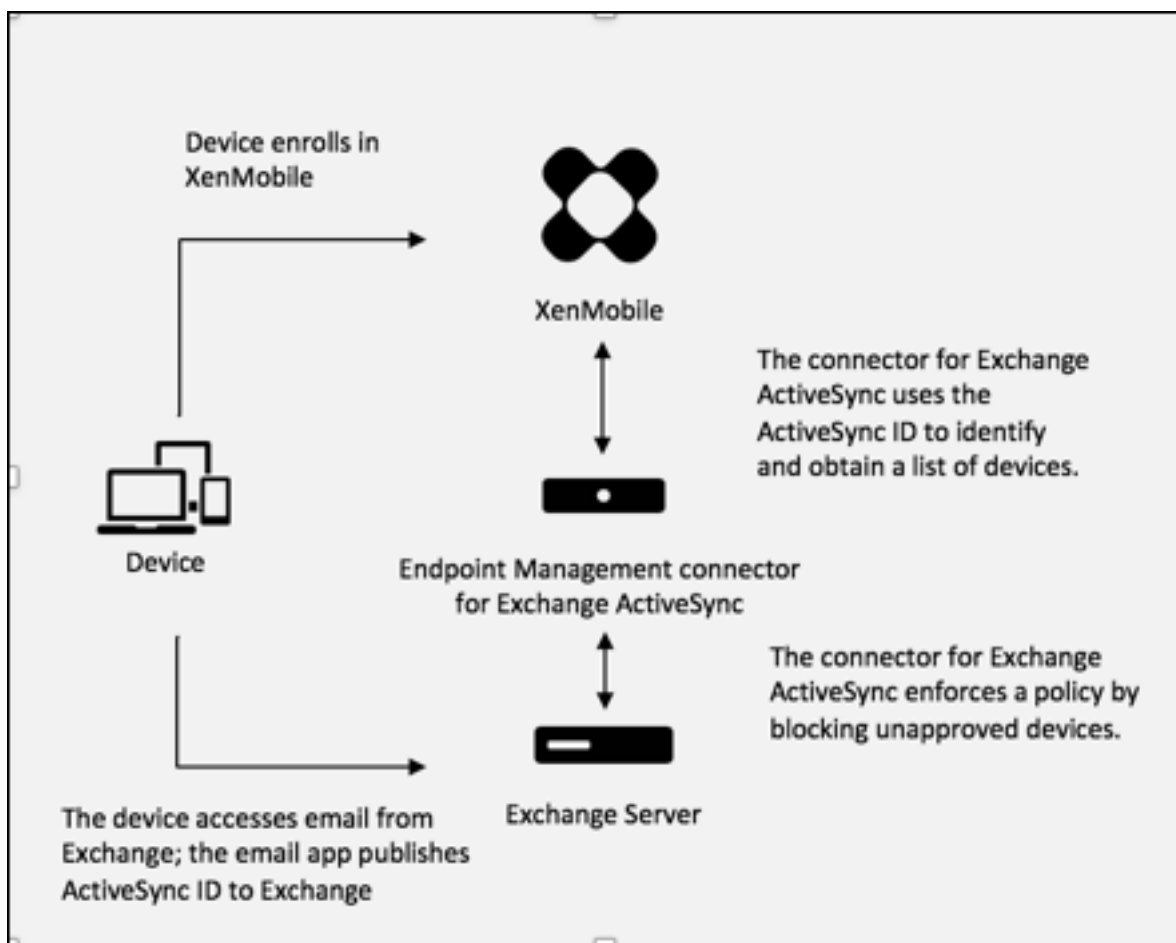 Device enrolls in
XenMobile
XenMobile
The connector for Exchange
ActiveSync uses the
ActiveSync ID to identify
and obtain a list of devices.
Device
Endpoint Management connector
for Exchange ActiveSync
The connector for Exchange
ActiveSync enforces a policy by
blocking unapproved devices.
Exchange Server
The device accesses email from
Exchange; the email app publishes
ActiveSync ID to Exchange